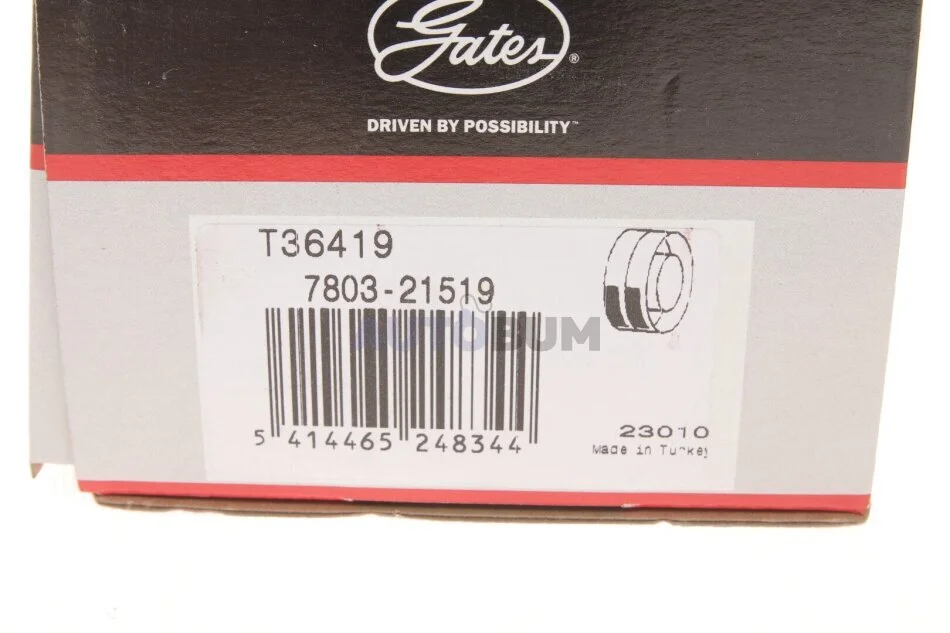 Gates®
DRIVEN BY POSSIBILITY™
T36419
7803-21519
AUTOBUM
5 414465 248344
23010
Made in Turkey